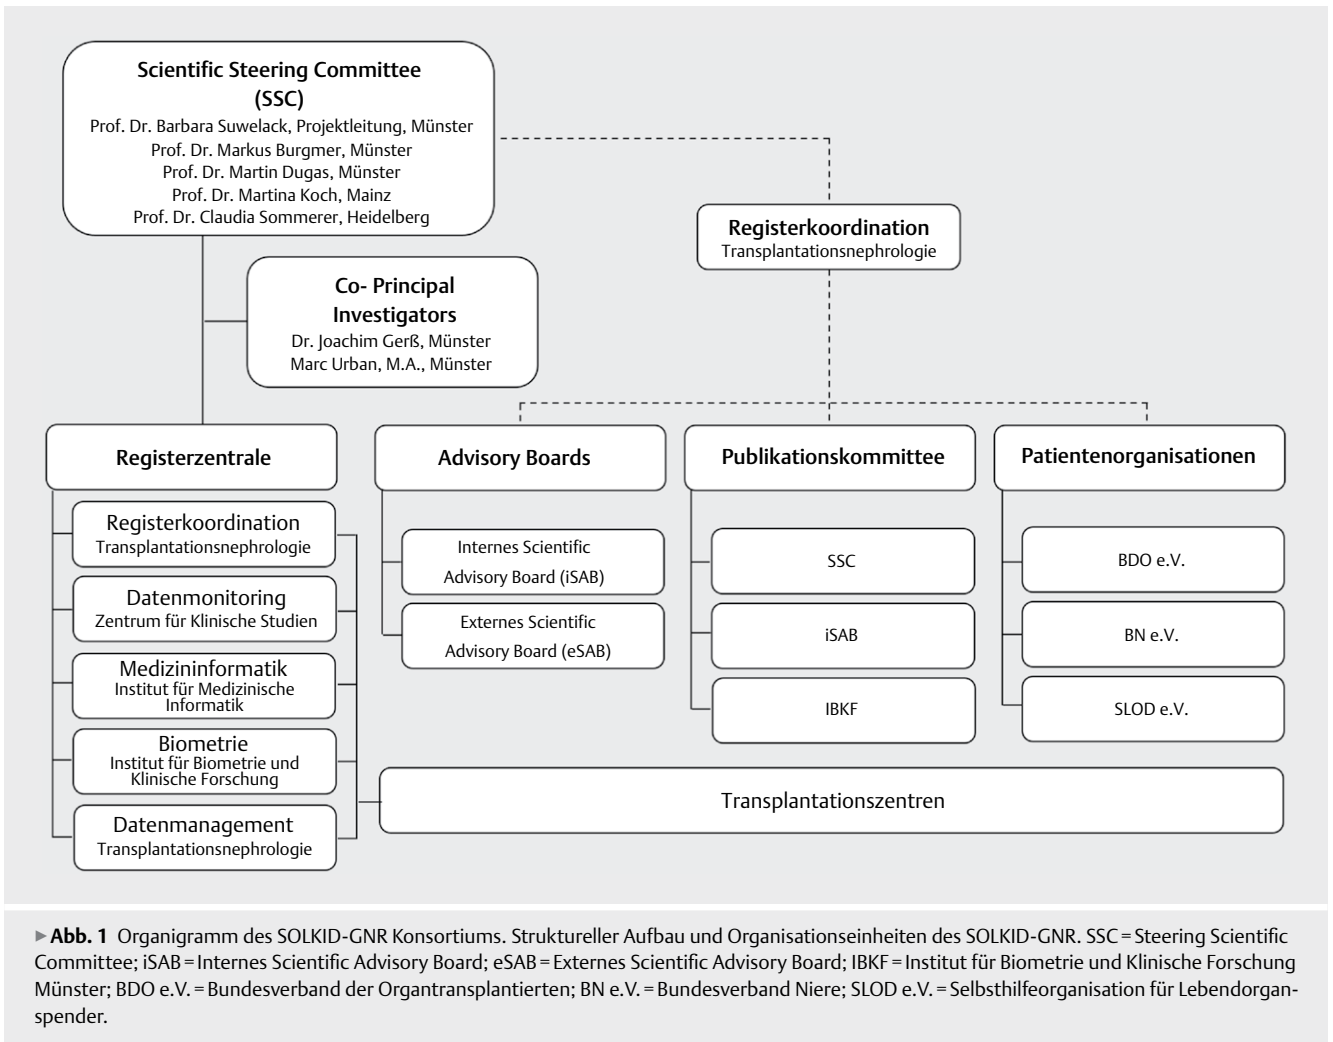 Scientific Steering Committee
(SSC)
Prof. Dr. Barbara Suwelack, Projektleitung, Münster
Prof. Dr. Markus Burgmer, Münster
Prof. Dr. Martin Dugas, Münster
Prof. Dr. Martina Koch, Mainz
Prof. Dr. Claudia Sommerer, Heidelberg
Registerkoordination
Transplantationsnephrologie
Co- Principal
Investigators
Dr. Joachim Gerß, Münster
Marc Urban, M.A., Münster
Registerzentrale
Registerkoordination
Transplantationsnephrologie
Datenmonitoring
Zentrum für Klinische Studien
Medizininformatik
Institut für Medizinische
Informatik
Biometrie
Institut für Biometrie und
Klinische Forschung
Datenmanagement
Transplantationsnephrologie
Advisory Boards
Internes Scientific
Advisory Board (iSAB)
Externes Scientific
Advisory Board (eSAB)
Publikationskommittee
SSC
iSAB
IBKF
Patientenorganisationen
BDO e.V.
BN e.V.
SLOD e.V.
Transplantationszentren
▶Abb. 1 Organigramm des SOLKID-GNR Konsortiums. Struktureller Aufbau und Organisationseinheiten des SOLKID-GNR. SSC = Steering Scientific
Committee; iSAB = Internes Scientific Advisory Board; eSAB = Externes Scientific Advisory Board; IBKF = Institut für Biometrie und Klinische Forschung
Münster; BDO e.V. = Bundesverband der Organtransplantierten; BN e.V. = Bundesverband Niere; SLOD e.V. = Selbsthilfeorganisation für Lebendorgan-
spender.